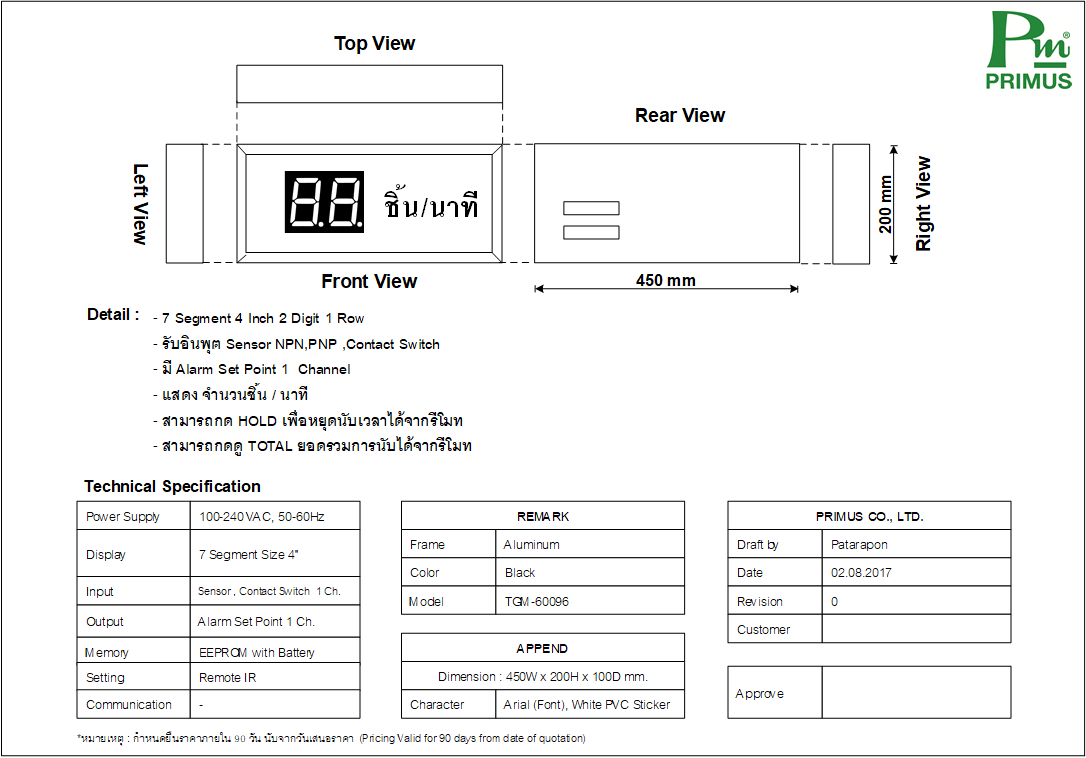 Pm®
PRIMUS
Top View
Rear View
Left View
8.8.
ชิ้น/นาที
200 mm
Right View
Front View
450 mm
Detail :
- 7 Segment 4 Inch 2 Digit 1 Row
- รับอินพุต Sensor NPN,PNP ,Contact Switch
- มี Alarm Set Point 1 Channel
- แสดง จำนวนชิ้น / นาที
- สามารถกด HOLD เพื่อหยุดนับเวลาได้จากรีโมท
- สามารถกดดู TOTAL ยอดรวมการนับได้จากรีโมท
Technical Specification
Power Supply 100-240VAC, 50-60Hz
Display 7 Segment Size 4"
Input Sensor , Contact Switch 1 Ch.
Output Alarm Set Point 1 Ch.
Memory EEPROM with Battery
Setting Remote IR
Communication -
REMARK
Frame Aluminum
Color Black
Model TGM-60096
APPEND
Dimension : 450W x 200H x 100D mm.
Character Arial (Font), White PVC Sticker
PRIMUS CO., LTD.
Draft by Patarapon
Date 02.08.2017
Revision 0
Customer
Approve
*หมายเหตุ : กำหนดยืนราคาภายใน 90 วัน นับจากวันเสนอราคา (Pricing Valid for 90 days from date of quotation)